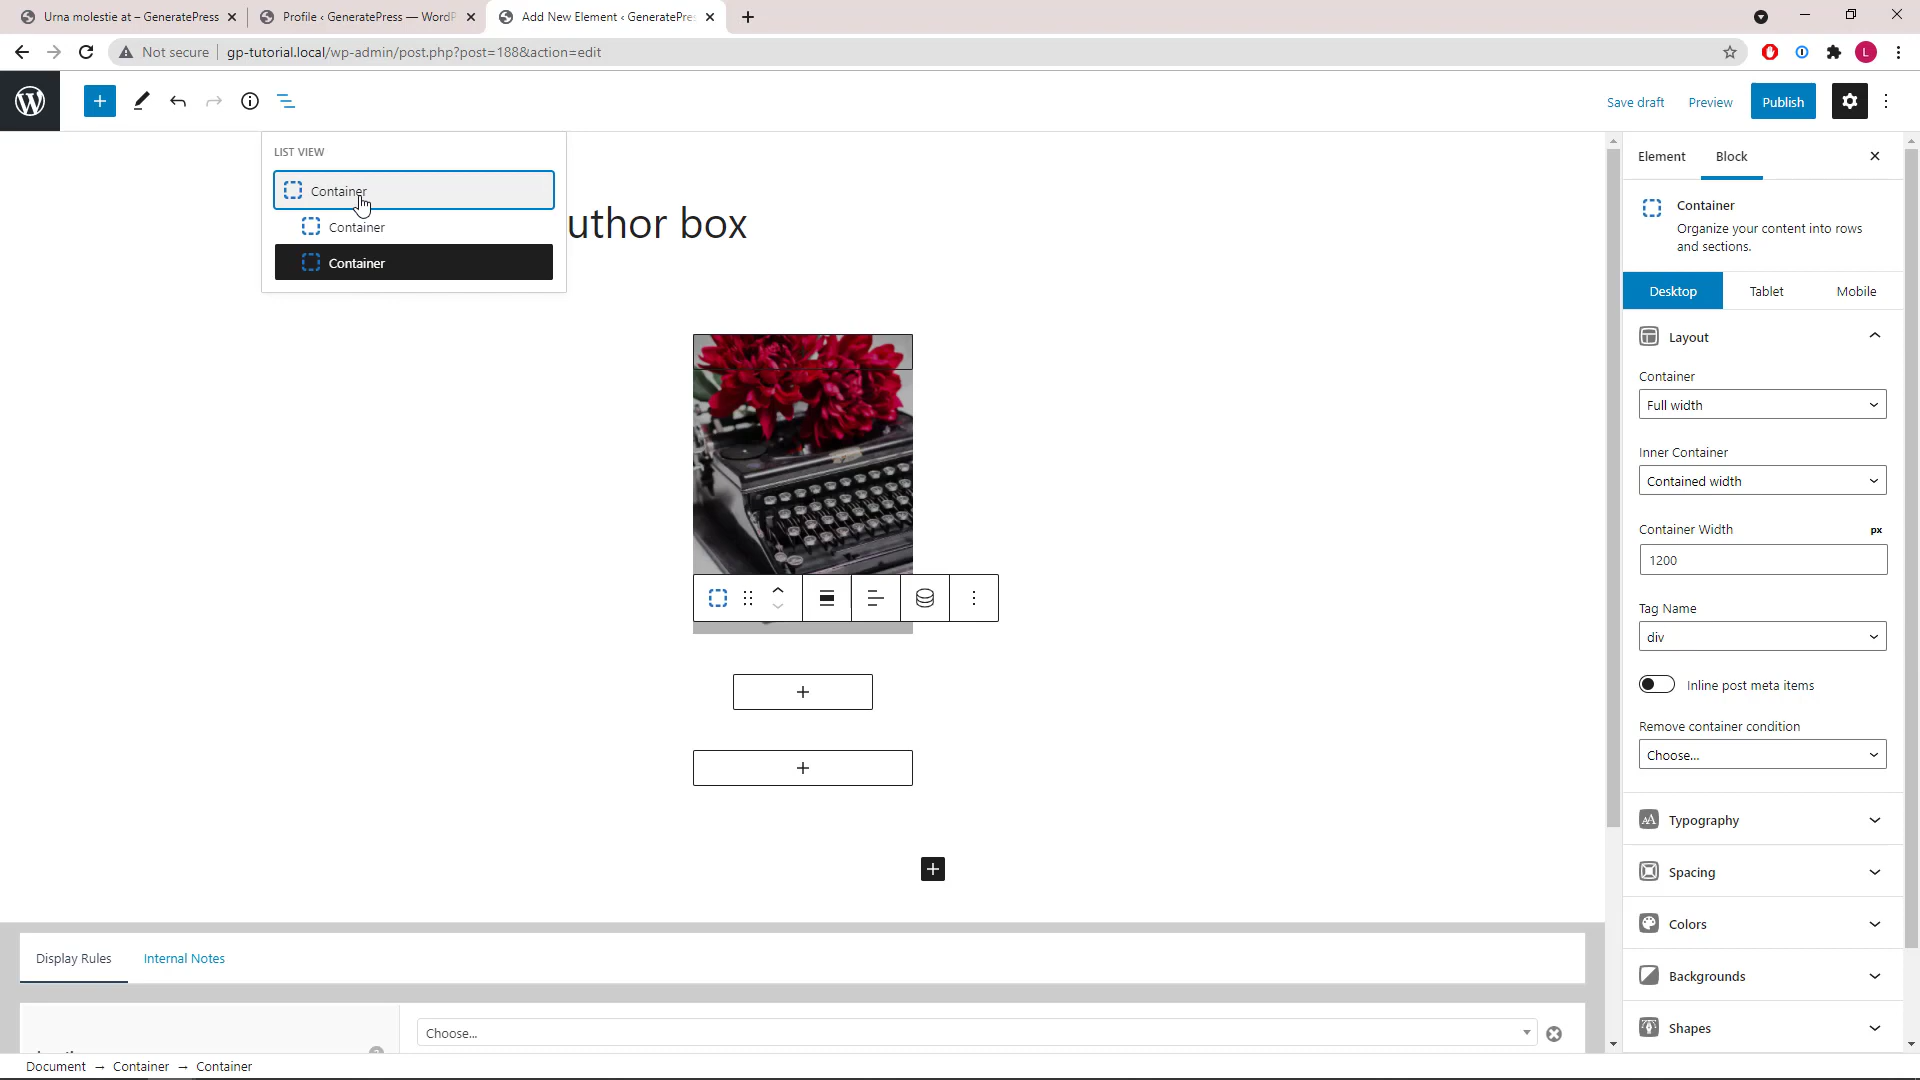 Urna molestie at – GeneratePress
Profile ‹ GeneratePress — WordP
Add New Element ‹ GeneratePres
Not secure
gp-tutorial.local/wp-admin/post.php?post=188&action=edit
L
Save draft
Preview
Publish
LIST VIEW
Container
Container
Container
uthor box
Element
Block
Container
Organize your content into rows
and sections.
Desktop
Tablet
Mobile
Layout
Container
Full width
Inner Container
Contained width
Container Width
px
1200
Tag Name
div
Inline post meta items
Remove container condition
Choose...
Typography
Spacing
Colors
Backgrounds
Shapes
Display Rules
Internal Notes
Choose...
Document → Container → Container